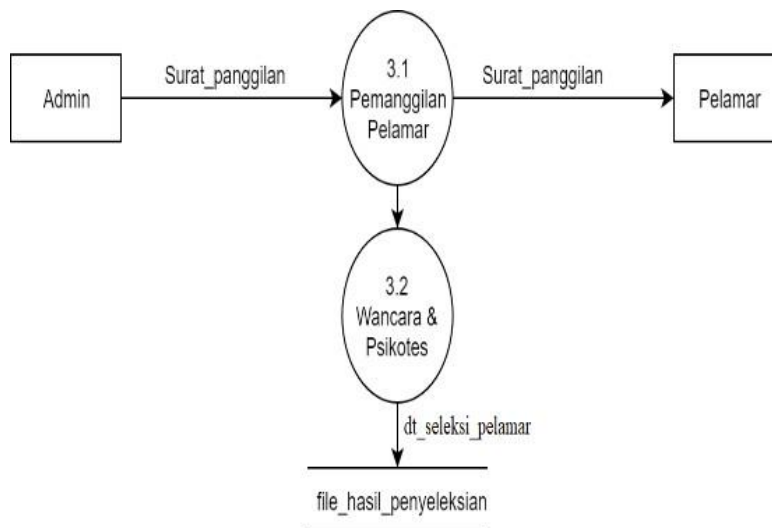 Admin
Surat_panggilan
3.1
Pemanggilan
Pelamar
Surat_panggilan
Pelamar
3.2
Wancara &
Psikotes
dt_seleksi_pelamar
file_hasil_penyeleksian